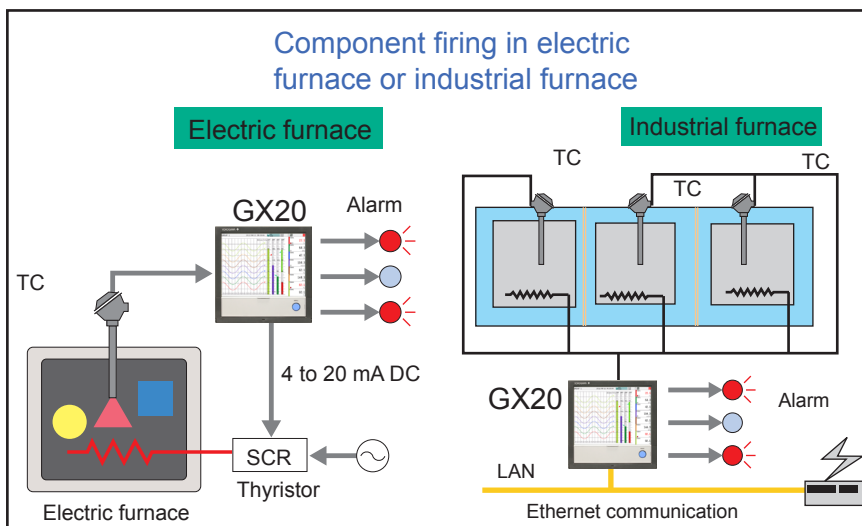 Component firing in electric
furnace or industrial furnace
Electric furnace
Industrial furnace
TC
TC
TC
GX20
Alarm
TC
4 to 20 mA DC
GX20
Alarm
SCR
Thyristor
LAN
Electric furnace
Ethernet communication